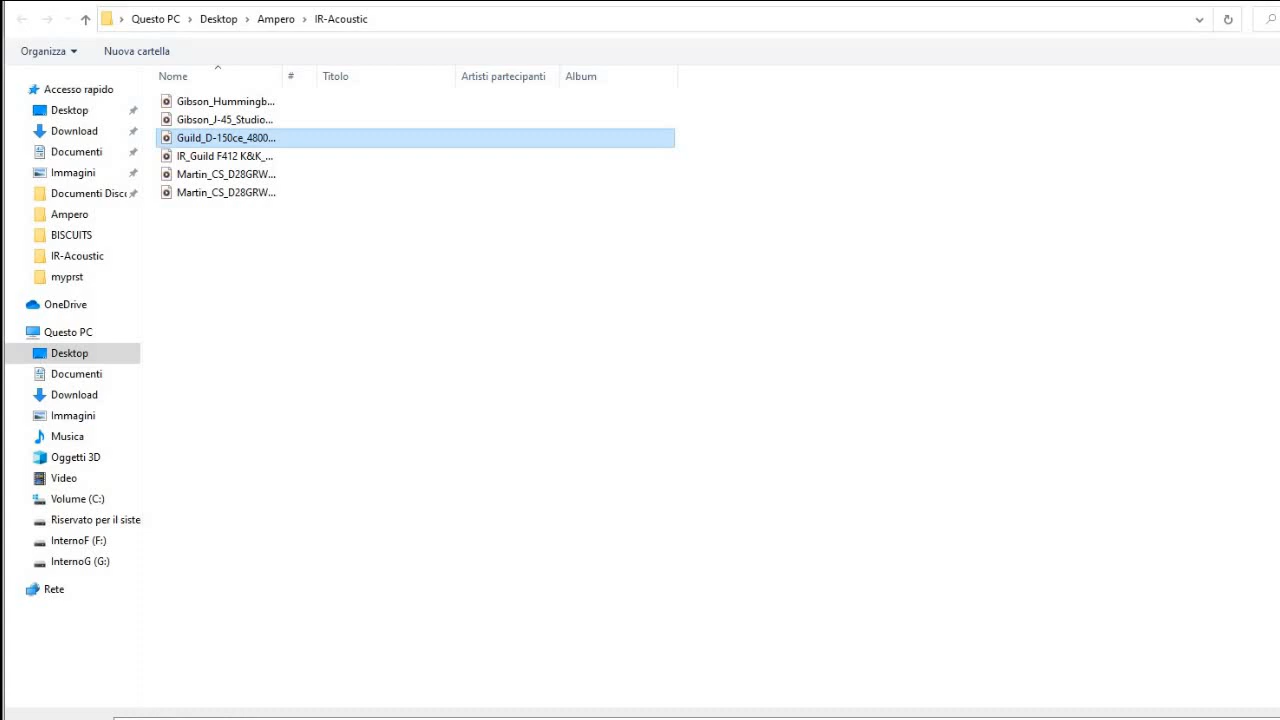 Questo PC > Desktop > Ampero > IR-Acoustic
Organizza Nuova cartella
Nome # Titolo Artisti partecipanti Album
Gibson_Hummingb...
Gibson_J-45_Studio...
Guild_D-150ce_4800...
IR_Guild F412 K&K_...
Martin_CS_D28GRW...
Martin_CS_D28GRW...
Accesso rapido
Desktop
Download
Documenti
Immagini
Documenti Disco
Ampero
BISCUITS
IR-Acoustic
myprst
OneDrive
Questo PC
Desktop
Documenti
Download
Immagini
Musica
Oggetti 3D
Video
Volume (C:)
Riservato per il siste
InternoF (F:)
InternoG (G:)
Rete